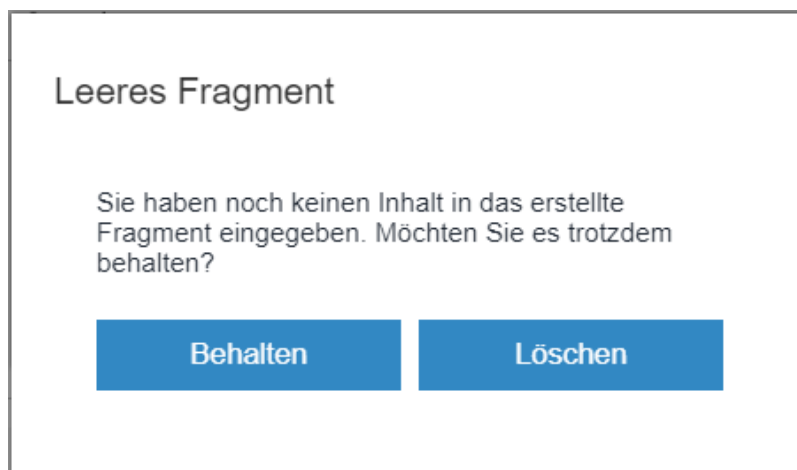 Leeres Fragment
Sie haben noch keinen Inhalt in das erstellte
Fragment eingegeben. Möchten Sie es trotzdem
behalten?
Behalten
Löschen